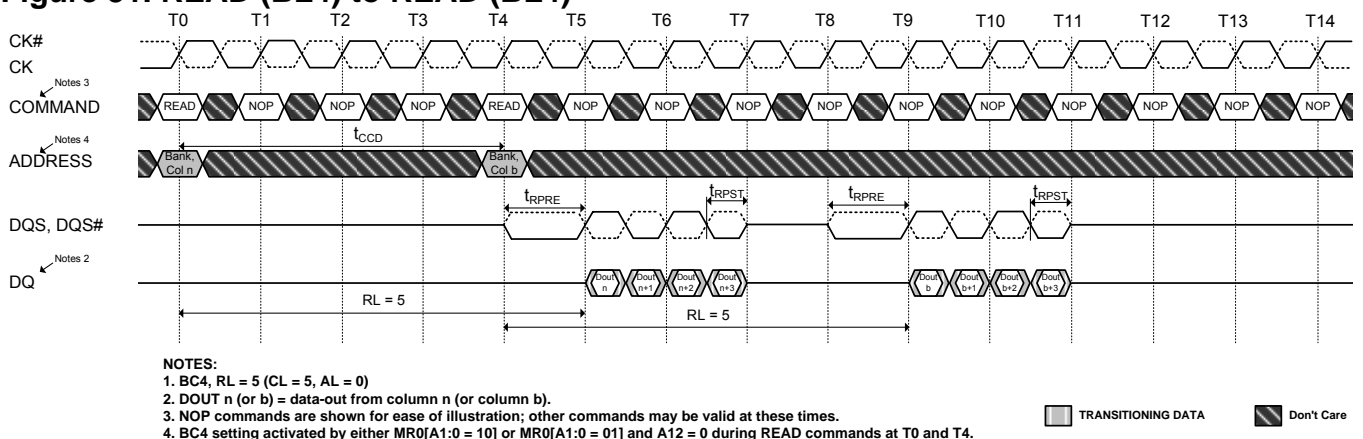 T0 T1 T2 T3 T4 T5 T6 T7 T8 T9 T10 T11 T12 T13 T14
CK#
CK
Notes 3
COMMAND READ NOP NOP NOP READ NOP NOP NOP NOP NOP NOP NOP NOP NOP NOP
tCCD
Notes 4
ADDRESS Bank, Col n Bank, Col b
tRPRE tRPST tRPRE tRPST
DQS, DQS#
Notes 2
DQ Dout n Dout n+1 Dout n+2 Dout n+3 Dout b Dout b+1 Dout b+2 Dout b+3
RL = 5
RL = 5
NOTES:
1. BC4, RL = 5 (CL = 5, AL = 0)
2. DOUT n (or b) = data-out from column n (or column b).
3. NOP commands are shown for ease of illustration; other commands may be valid at these times.
4. BC4 setting activated by either MR0[A1:0 = 10] or MR0[A1:0 = 01] and A12 = 0 during READ commands at T0 and T4.
TRANSITIONING DATA Don't Care